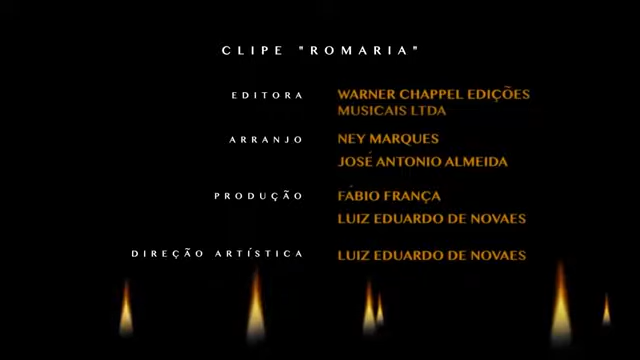 CLIPE "ROMARIA"
EDITORA WARNER CHAPPEL EDIÇÕES
MUSICAIS LTDA
ARRANJO NEY MARQUES
JOSÉ ANTONIO ALMEIDA
PRODUÇÃO FÁBIO FRANÇA
LUIZ EDUARDO DE NOVAES
DIREÇÃO ARTÍSTICA LUIZ EDUARDO DE NOVAES